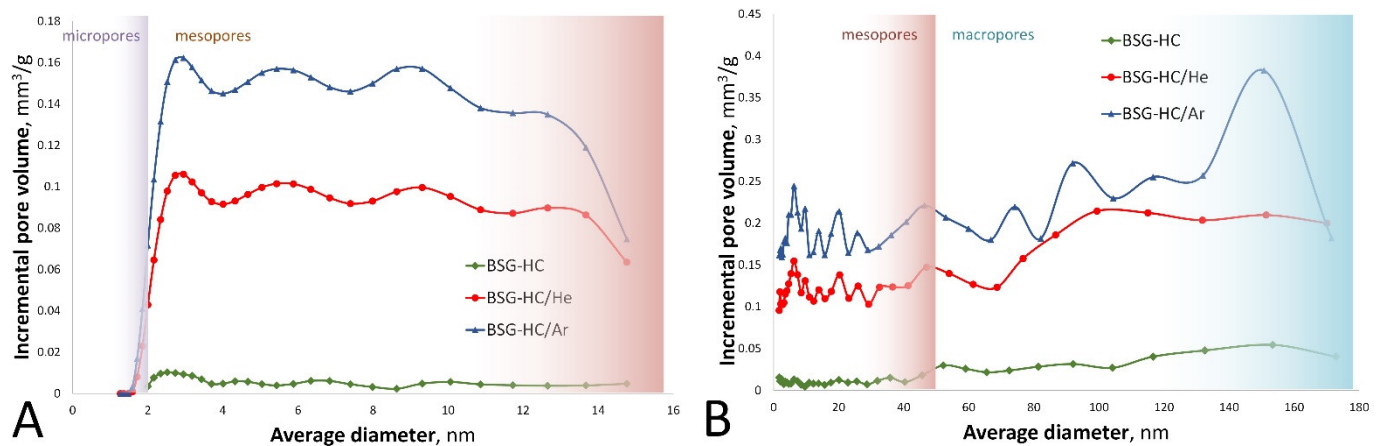 Incremental pore volume, mm³/g
0.18
0.16
0.14
0.12
0.1
0.08
0.06
0.04
0.02
0
micropores
mesopores
BSG-HC
BSG-HC/He
BSG-HC/Ar
0 2 4 6 8 10 12 14 16
Average diameter, nm
A
Incremental pore volume, mm³/g
0.45
0.4
0.35
0.3
0.25
0.2
0.15
0.1
0.05
0
mesopores
macropores
BSG-HC
BSG-HC/He
BSG-HC/Ar
0 20 40 60 80 100 120 140 160 180
Average diameter, nm
B